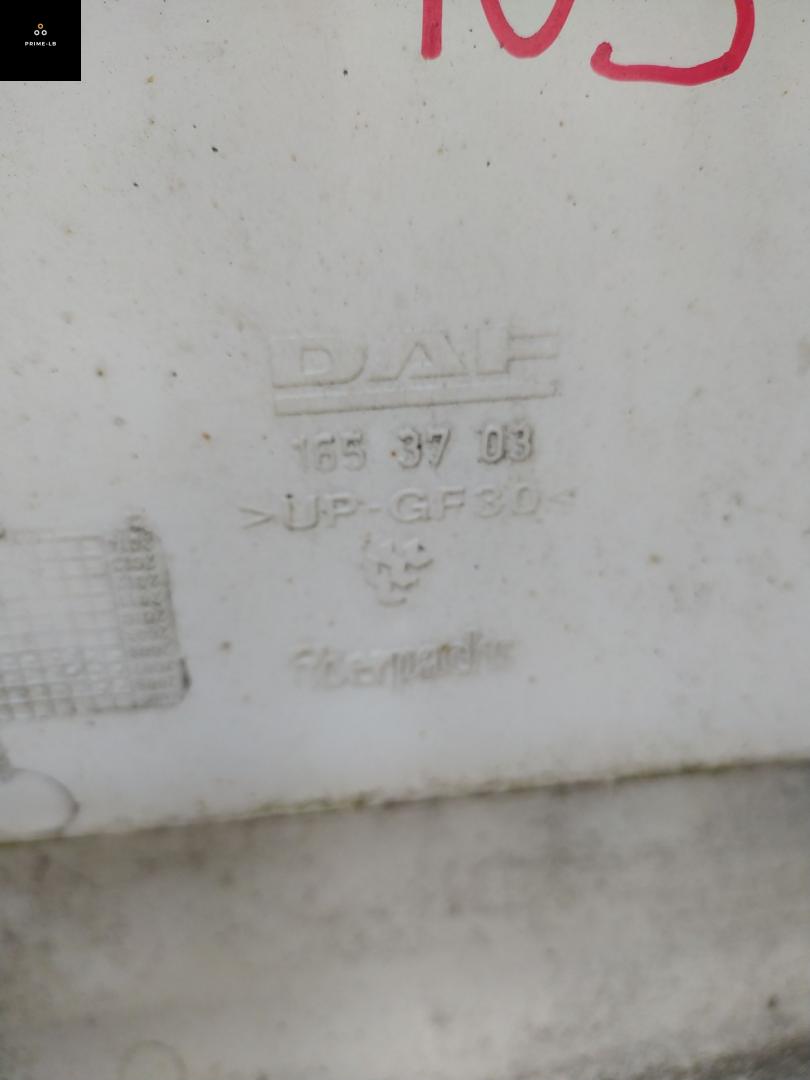 PRIME-LB
DAF
165 37 03
>UP-GF30<